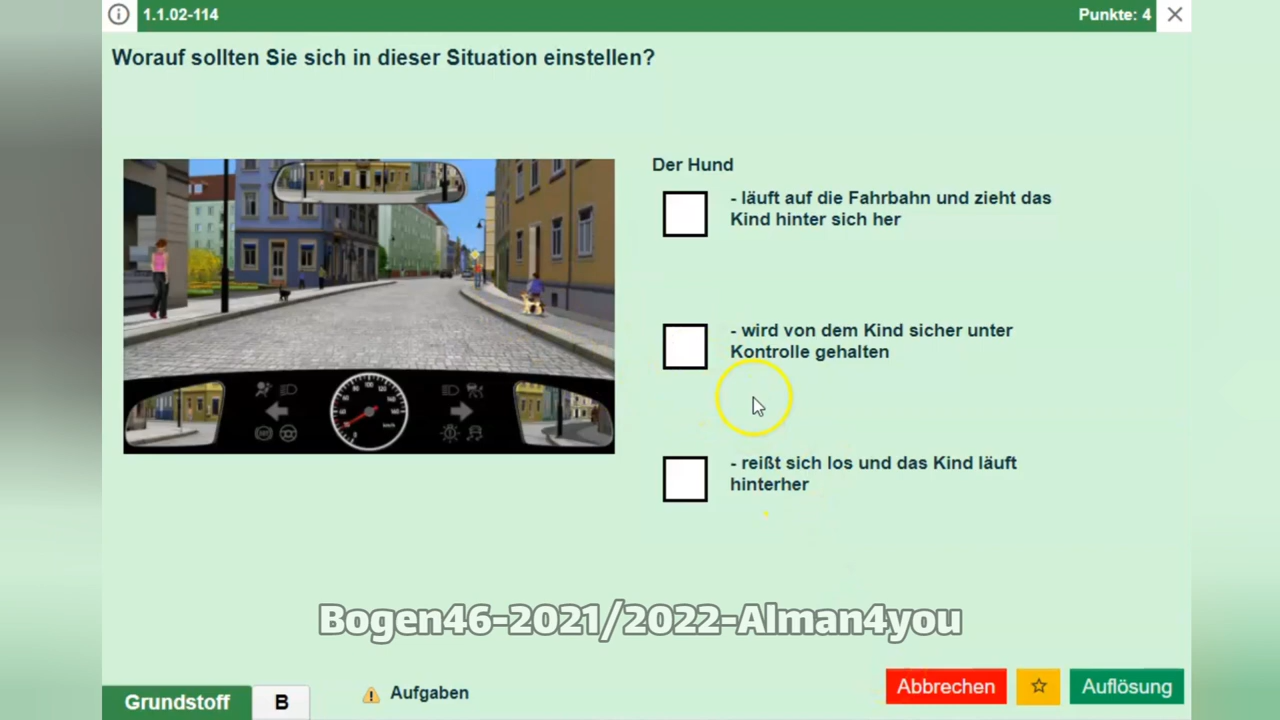 1.1.02-114
Punkte: 4
Worauf sollten Sie sich in dieser Situation einstellen?
Der Hund
- läuft auf die Fahrbahn und zieht das
Kind hinter sich her
- wird von dem Kind sicher unter
Kontrolle gehalten
- reißt sich los und das Kind läuft
hinterher
Bogen46-2021/2022-Alman4you
Grundstoff
B
Aufgaben
Abbrechen
Auflösung